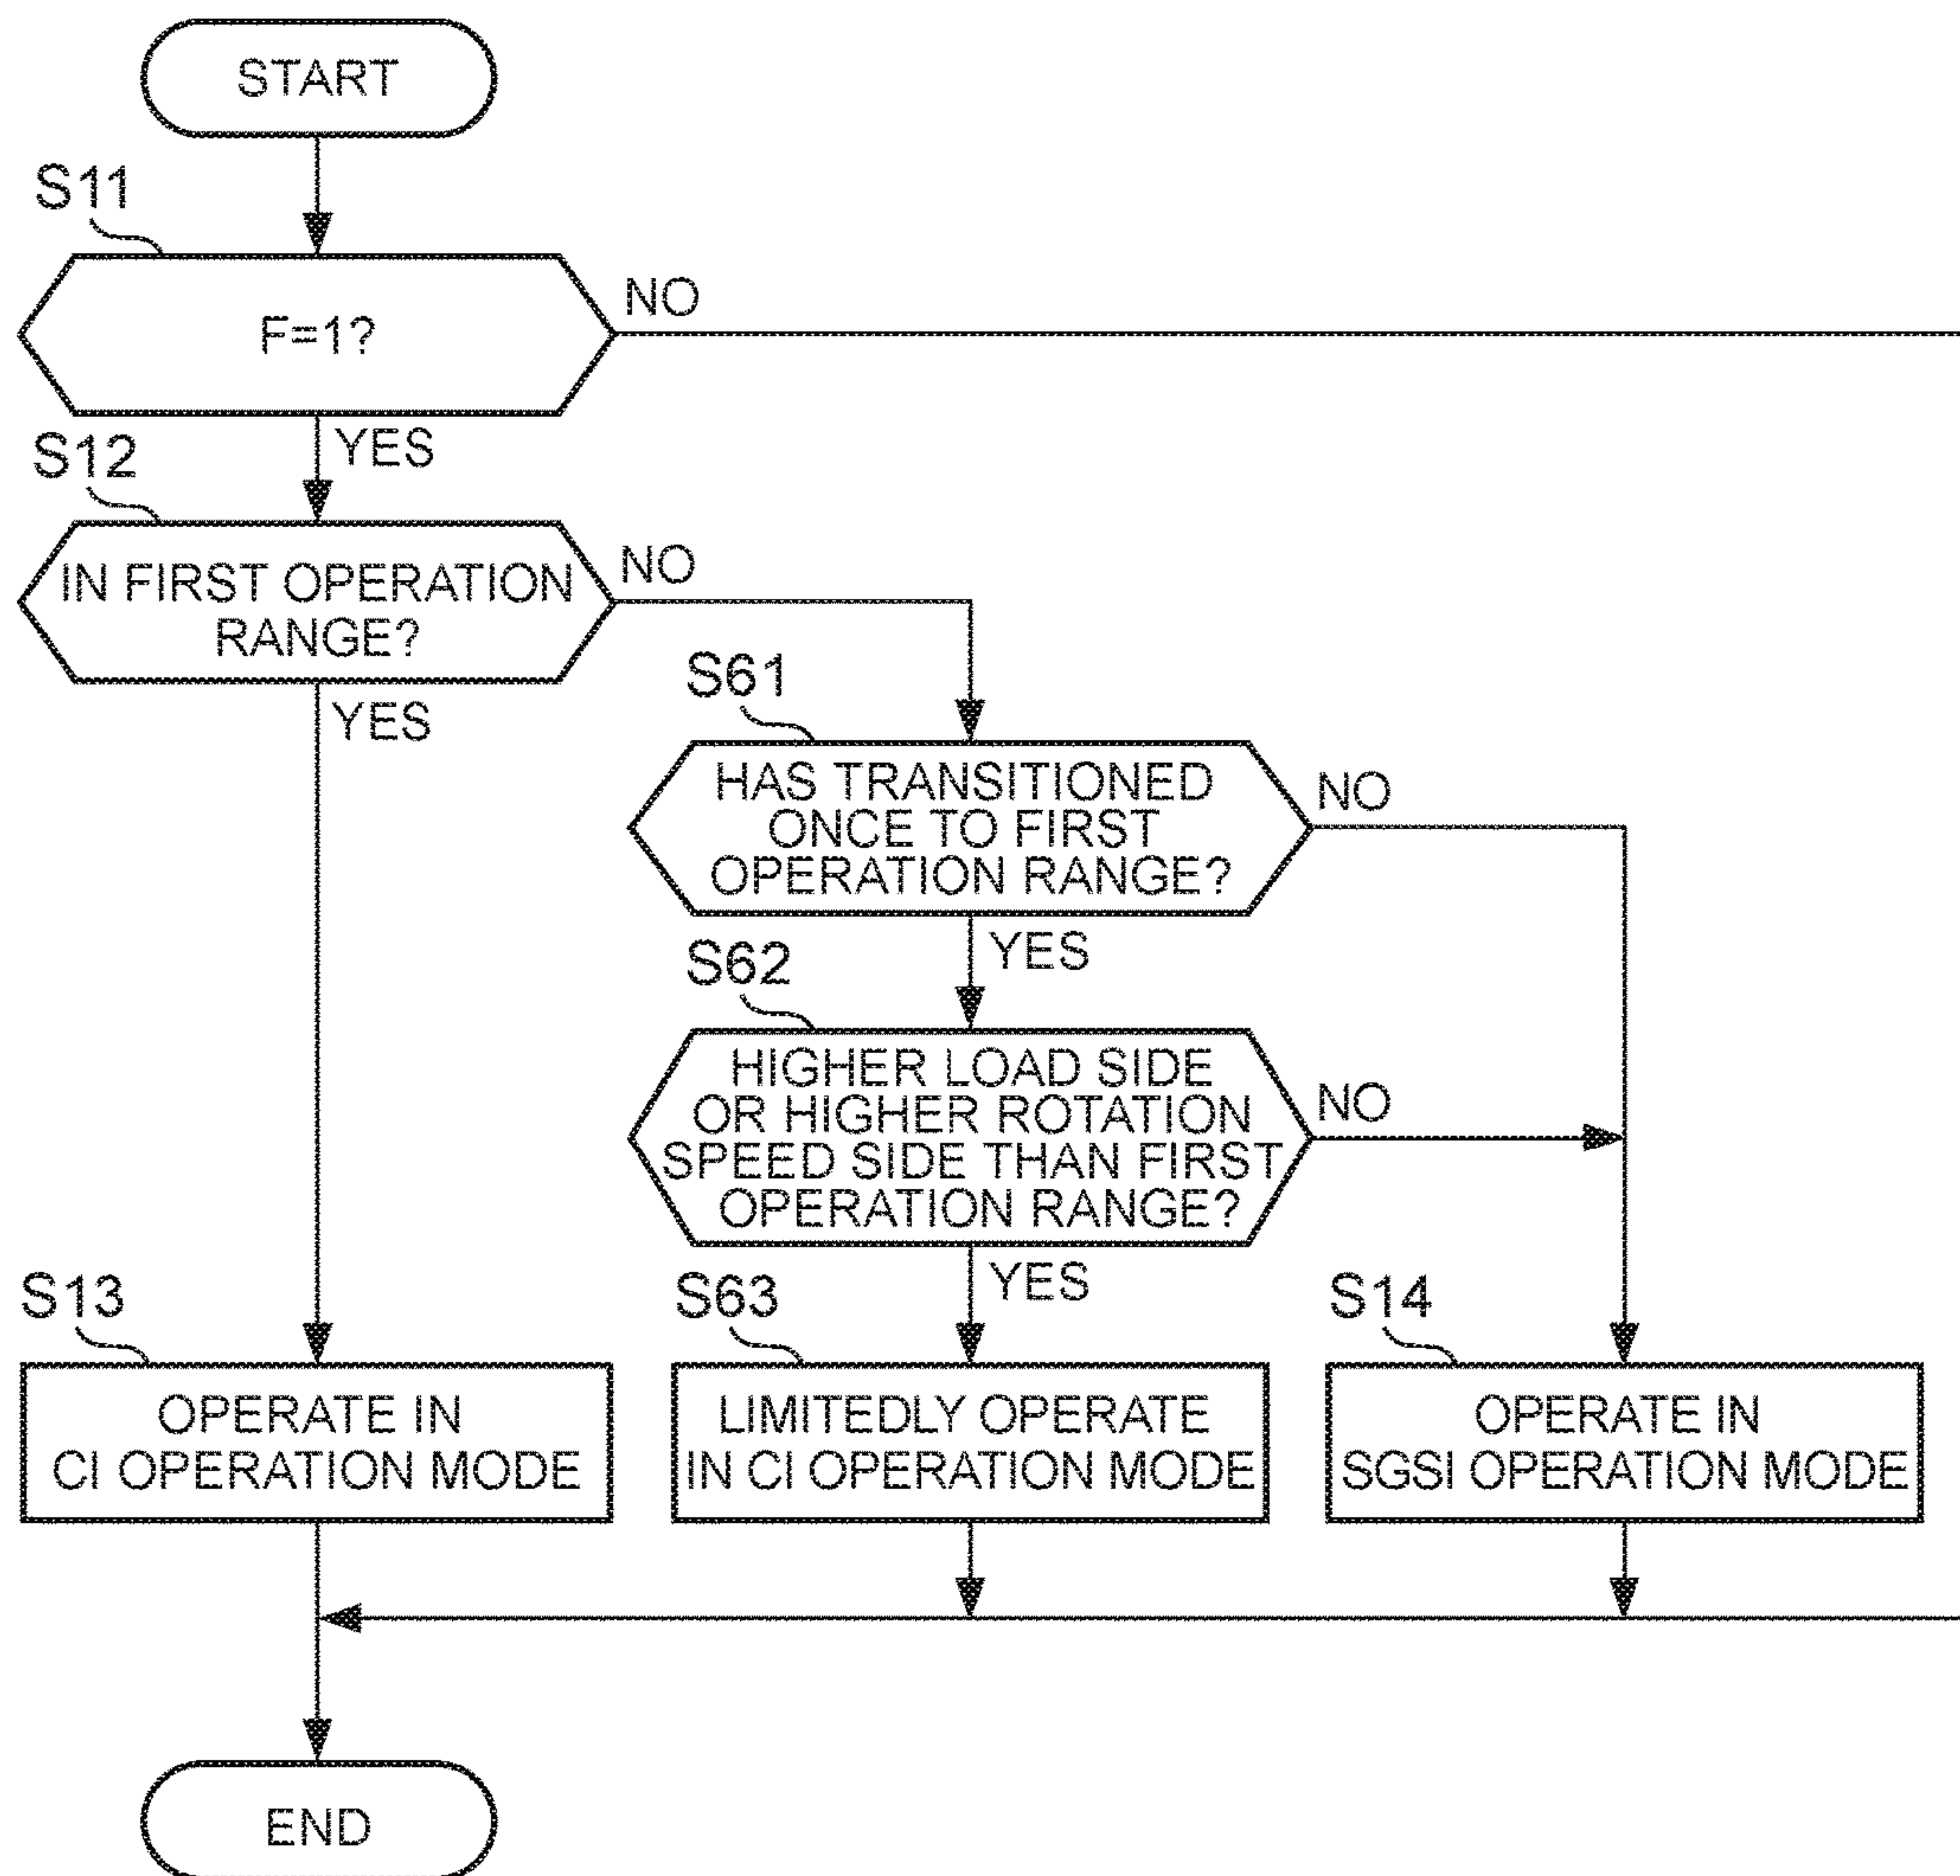 START
S11
F=1?
NO
YES
S12
IN FIRST OPERATION
RANGE?
NO
YES
S61
HAS TRANSITIONED
ONCE TO FIRST
OPERATION RANGE?
NO
YES
S62
HIGHER LOAD SIDE
OR HIGHER ROTATION
SPEED SIDE THAN FIRST
OPERATION RANGE?
NO
YES
S13
OPERATE IN
CI OPERATION MODE
S63
LIMITEDLY OPERATE
IN CI OPERATION MODE
S14
OPERATE IN
SGSI OPERATION MODE
END